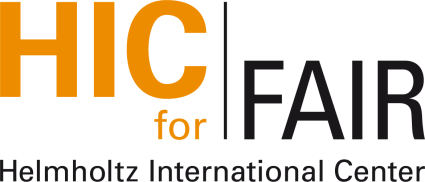 HIC
for FAIR
Helmholtz International Center